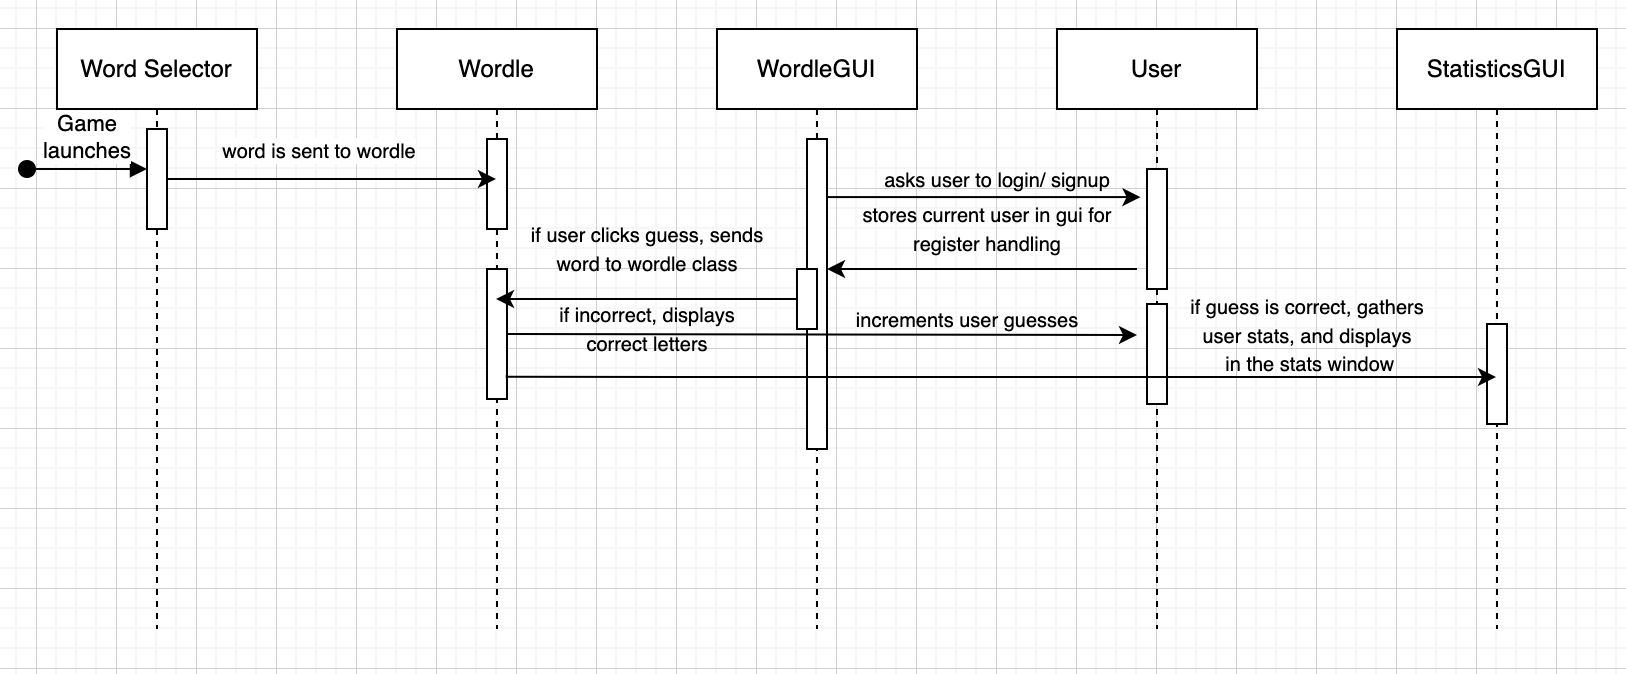 Word Selector
Wordle
WordleGUI
User
StatisticsGUI
Game
launches
word is sent to wordle
asks user to login/ signup
stores current user in gui for
register handling
if user clicks guess, sends
word to wordle class
if incorrect, displays
correct letters
increments user guesses
if guess is correct, gathers
user stats, and displays
in the stats window